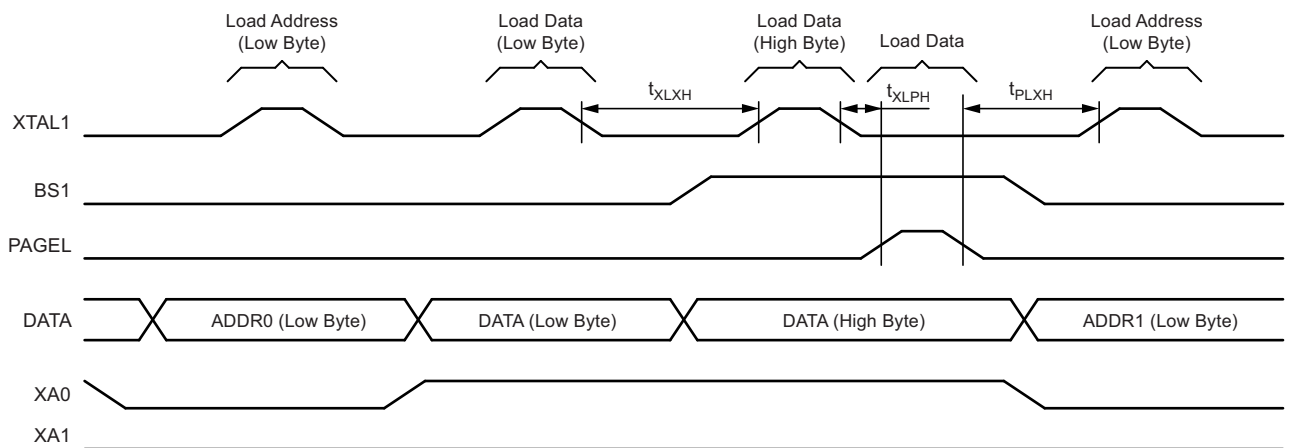 Load Address
(Low Byte)
Load Data
(Low Byte)
Load Data
(High Byte)
Load Data
Load Address
(Low Byte)
tXLXH
tXLPH
tPLXH
XTAL1
BS1
PAGEL
DATA
ADDR0 (Low Byte)
DATA (Low Byte)
DATA (High Byte)
ADDR1 (Low Byte)
XA0
XA1